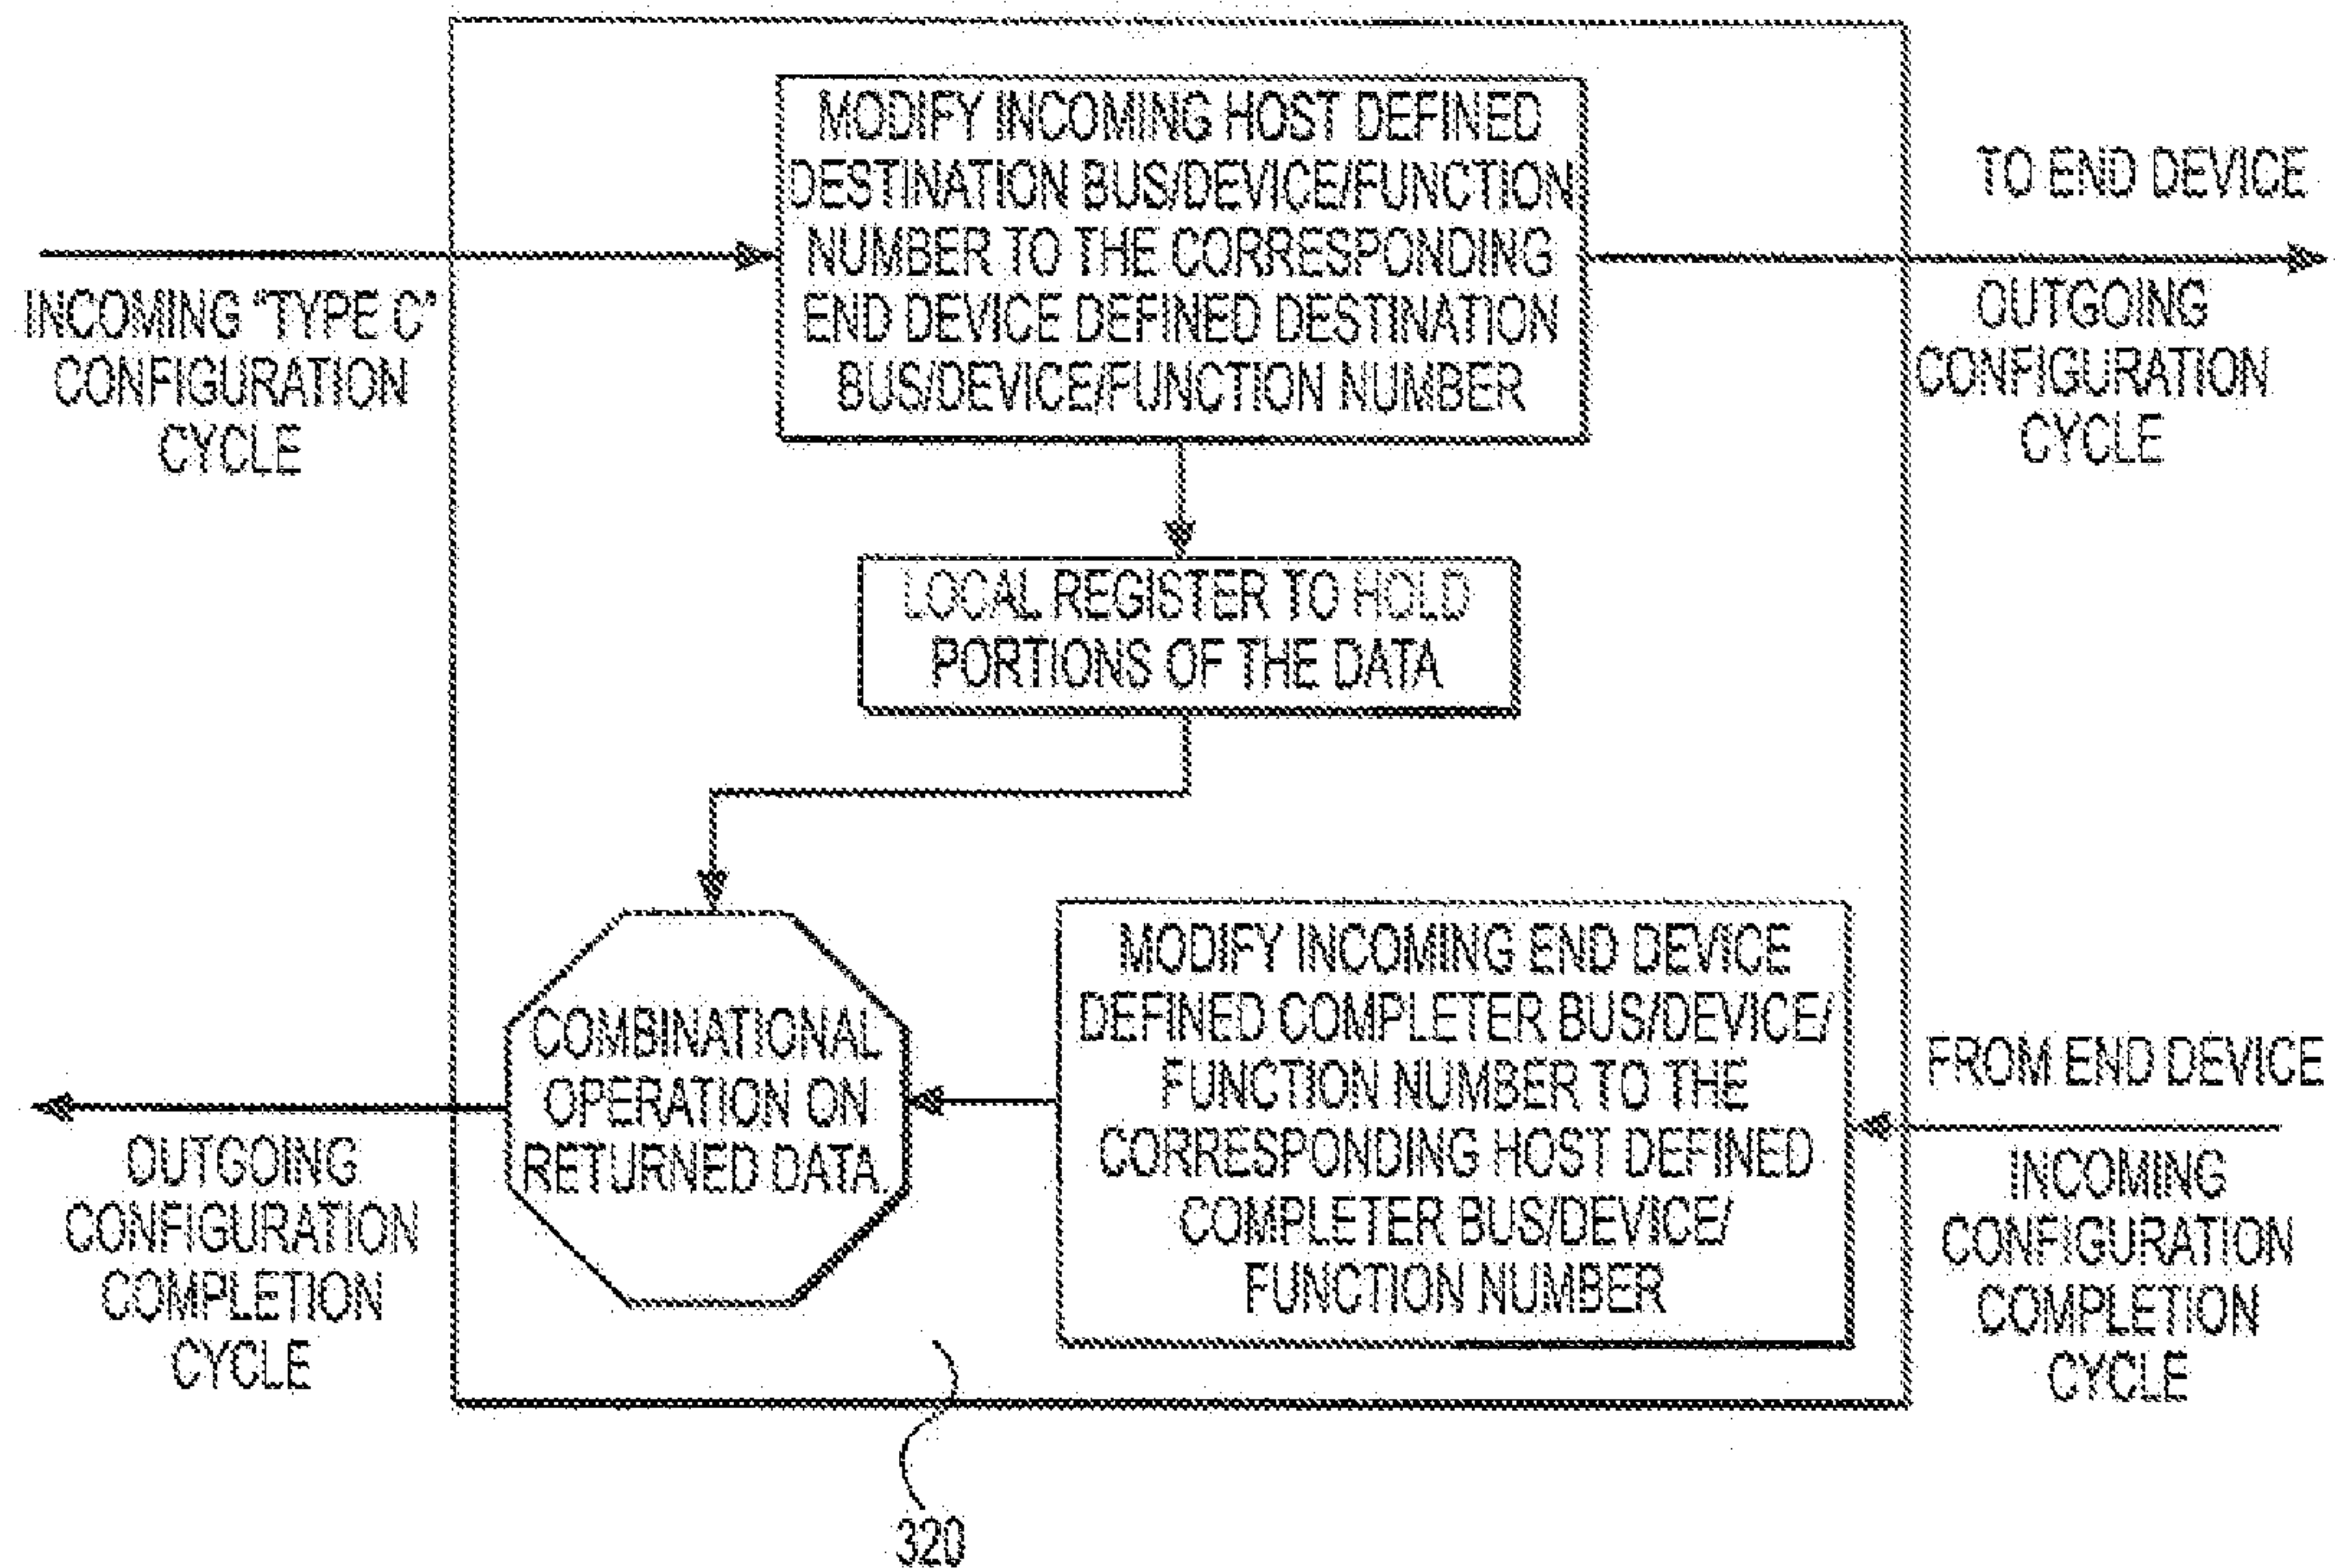 MODIFY INCOMING HOST DEFINED
DESTINATION BUS/DEVICE/FUNCTION
NUMBER TO THE CORRESPONDING
END DEVICE DEFINED DESTINATION
BUS/DEVICE/FUNCTION NUMBER
INCOMING "TYPE C"
CONFIGURATION
CYCLE
TO END DEVICE
OUTGOING
CONFIGURATION
CYCLE
LOCAL REGISTER TO HOLD
PORTIONS OF THE DATA
COMBINATIONAL
OPERATION ON
RETURNED DATA.
MODIFY INCOMING END DEVICE
DEFINED COMPLETER BUS/DEVICE/
FUNCTION NUMBER TO THE
CORRESPONDING HOST DEFINED
COMPLETER BUS/DEVICE/
FUNCTION NUMBER
FROM END DEVICE
INCOMING
CONFIGURATION
COMPLETION
CYCLE
OUTGOING
CONFIGURATION
COMPLETION
CYCLE
320